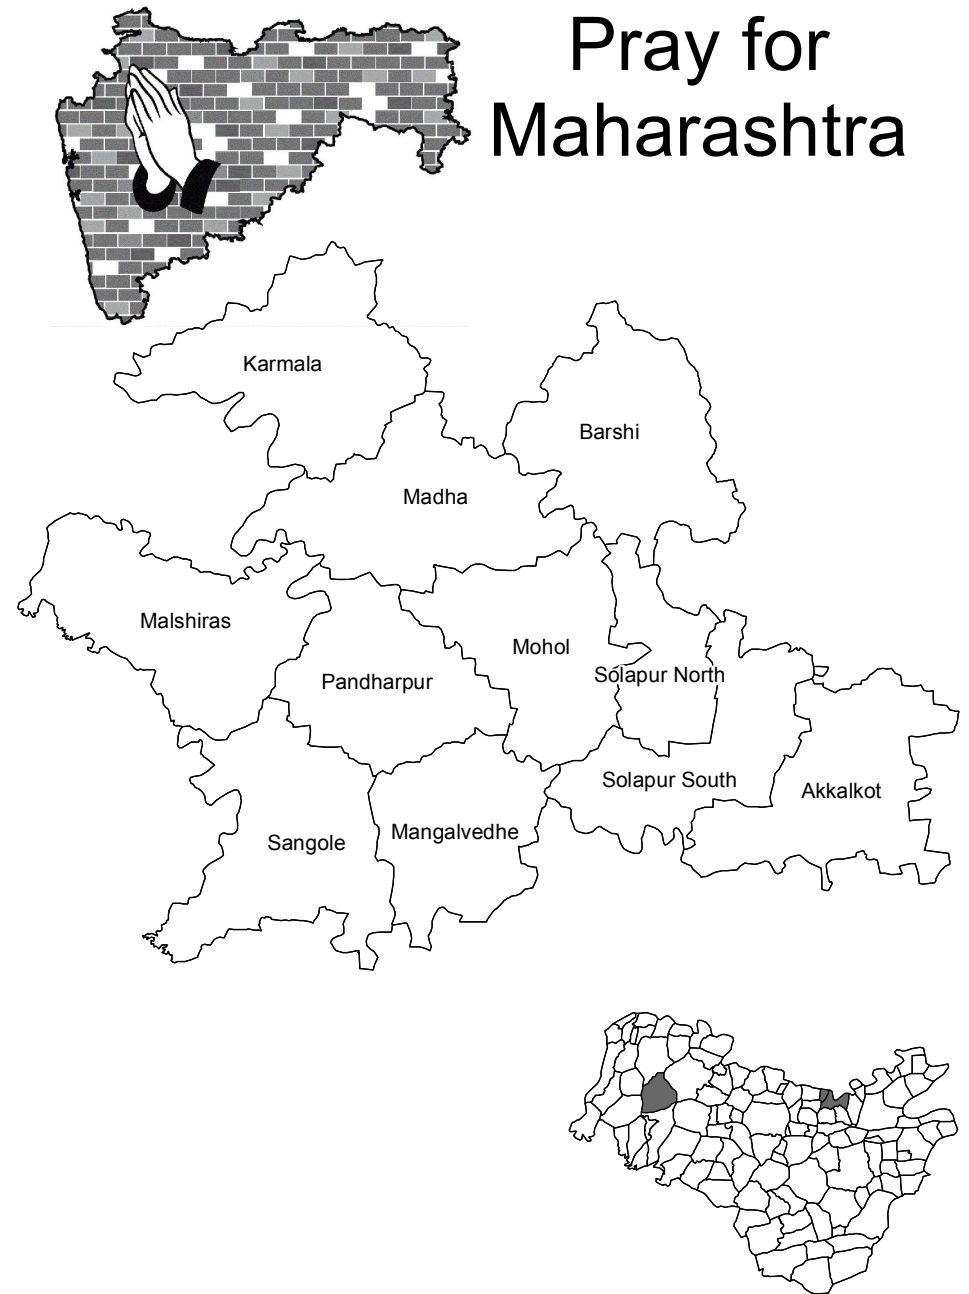 Pray for
Maharashtra
Karmala
Barshi
Madha
Malshiras
Mohol
Solapur North
Pandharpur
Solapur South
Akkalkot
Mangalvedhe
Sangole